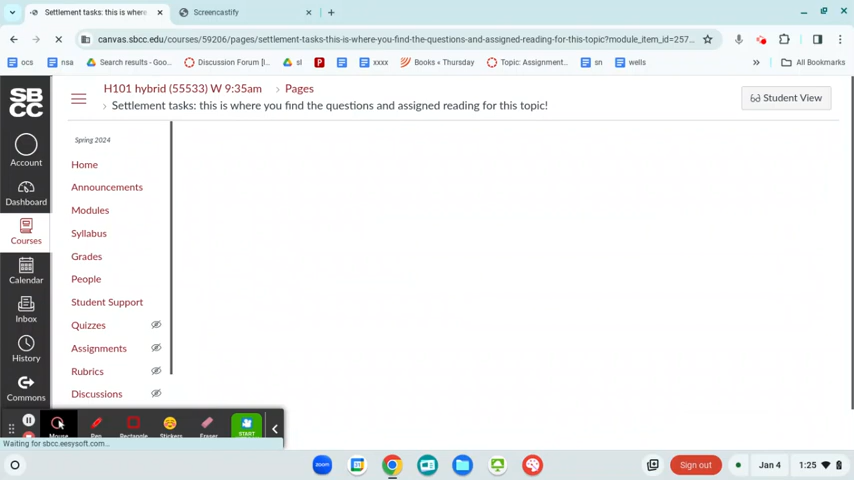 Settlement tasks: this is where
Screencastify
canvas.sbcc.edu/courses/59206/pages/settlement-tasks-this-is-where-you-find-the-questions-and-assigned-reading-for-this-topic?module_item_id=257...
ocs
nsa
Search results - Goo...
Discussion Forum [I...
sl
xxxx
Books « Thursday
Topic: Assignment...
sn
wells
»
All Bookmarks
SBCC
H101 hybrid (55533) W 9:35am
Pages
Settlement tasks: this is where you find the questions and assigned reading for this topic!
Student View
Account
Dashboard
Courses
Calendar
Inbox
History
Commons
Spring 2024
Home
Announcements
Modules
Syllabus
Grades
People
Student Support
Quizzes
Assignments
Rubrics
Discussions
Mouse
Pen
Rectangle
Stickers
Eraser
START
Waiting for sbcc.eesysoft.com...
zoom
Sign out
Jan 4
1:25